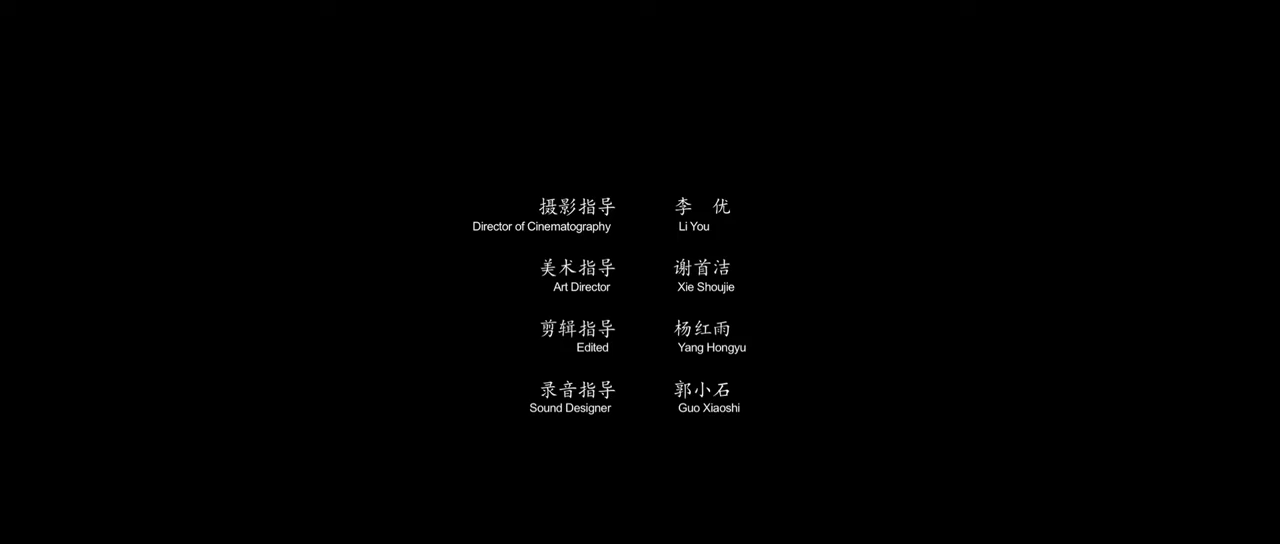 摄影指导 李 优
Director of Cinematography Li You
美术指导 谢首洁
Art Director Xie Shoujie
剪辑指导 杨红雨
Edited Yang Hongyu
录音指导 郭小石
Sound Designer Guo Xiaoshi